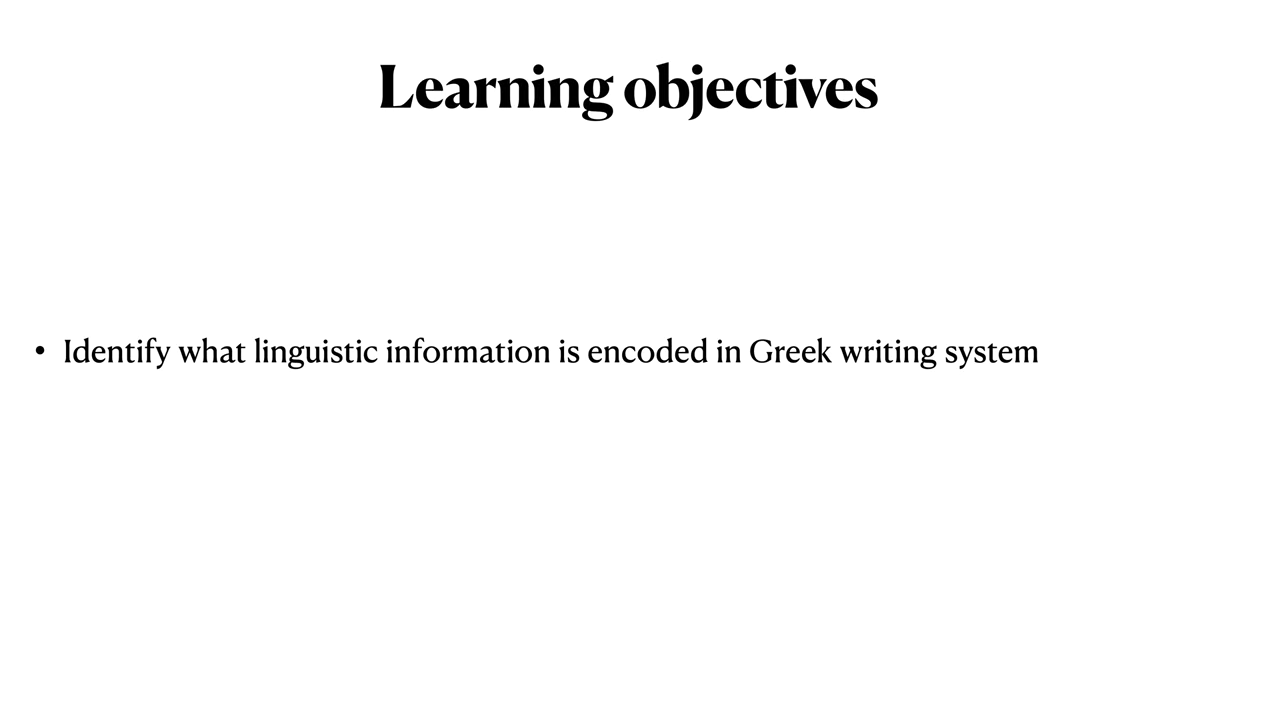 Learning objectives
• Identify what linguistic information is encoded in Greek writing system